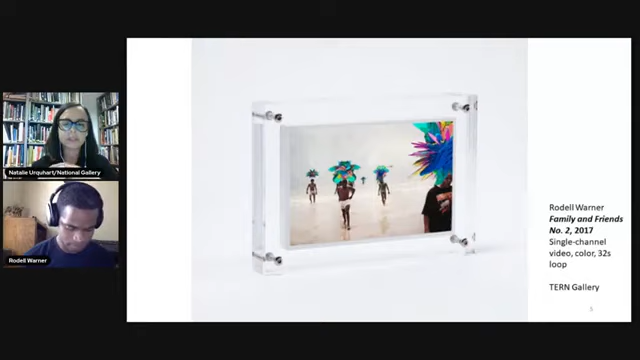 Natalie Urquhart/National Gallery
Rodell Warner
Rodell Warner
Family and Friends
No. 2, 2017
Single-channel
video, color, 32s
loop
TERN Gallery
5